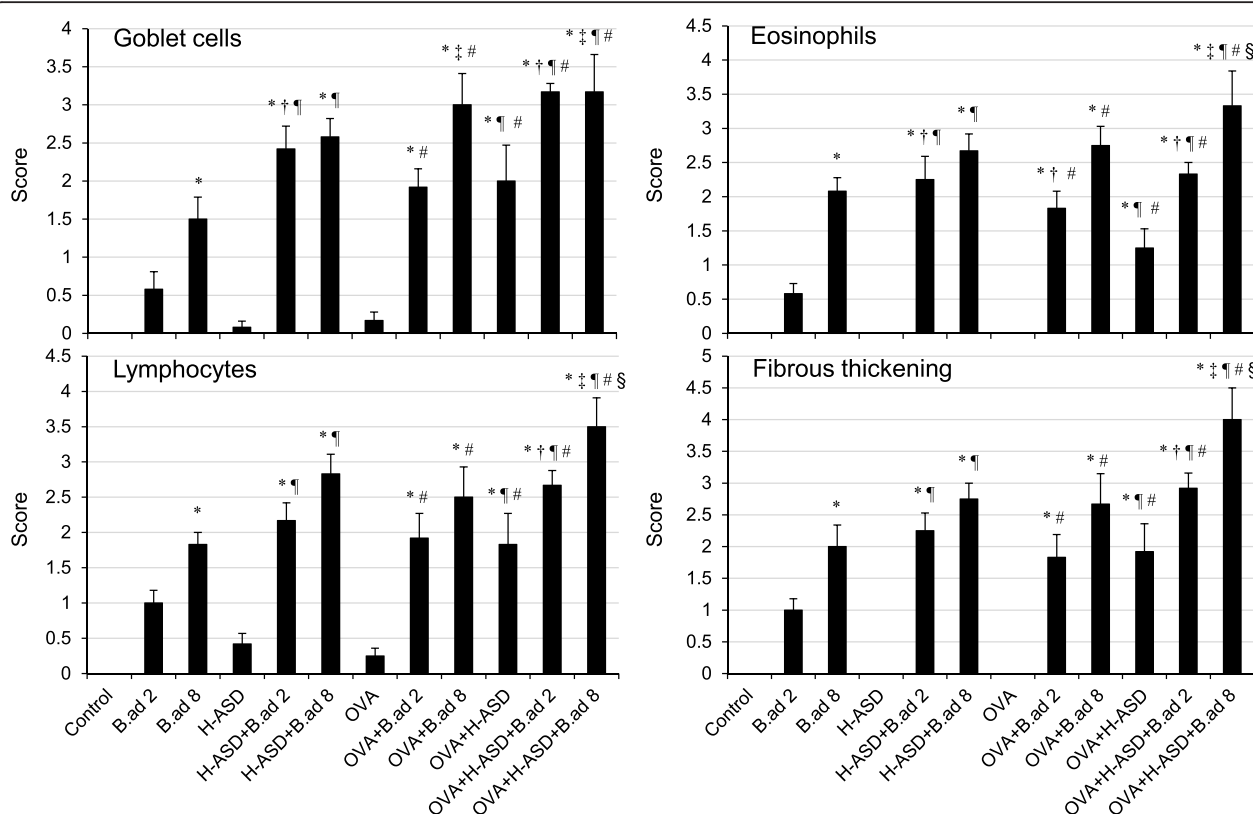 Goblet cells
Score
4
3.5
3
2.5
2
1.5
1
0.5
0
*
* † ¶
* ¶
* #
* ‡ #
* ¶ #
* † ¶ #
* ‡ ¶ #
Eosinophils
Score
4.5
4
3.5
3
2.5
2
1.5
1
0.5
0
*
* † ¶
* ¶
* † #
* #
* ¶ #
* † ¶ #
* ‡ ¶ # §
Lymphocytes
Score
4.5
4
3.5
3
2.5
2
1.5
1
0.5
0
*
* ¶
* ¶
* #
* #
* ¶ #
* † ¶ #
* ‡ ¶ # §
Control
B.ad 2
B.ad 8
H-ASD
H-ASD+B.ad 2
H-ASD+B.ad 8
OVA
OVA+B.ad 2
OVA+B.ad 8
OVA+H-ASD
OVA+H-ASD+B.ad 2
OVA+H-ASD+B.ad 8
Fibrous thickening
Score
5
4.5
4
3.5
3
2.5
2
1.5
1
0.5
0
*
* ¶
* ¶
* #
* #
* ¶ #
* † ¶ #
* ‡ ¶ # §
Control
B.ad 2
B.ad 8
H-ASD
H-ASD+B.ad 2
H-ASD+B.ad 8
OVA
OVA+B.ad 2
OVA+B.ad 8
OVA+H-ASD
OVA+H-ASD+B.ad 2
OVA+H-ASD+B.ad 8